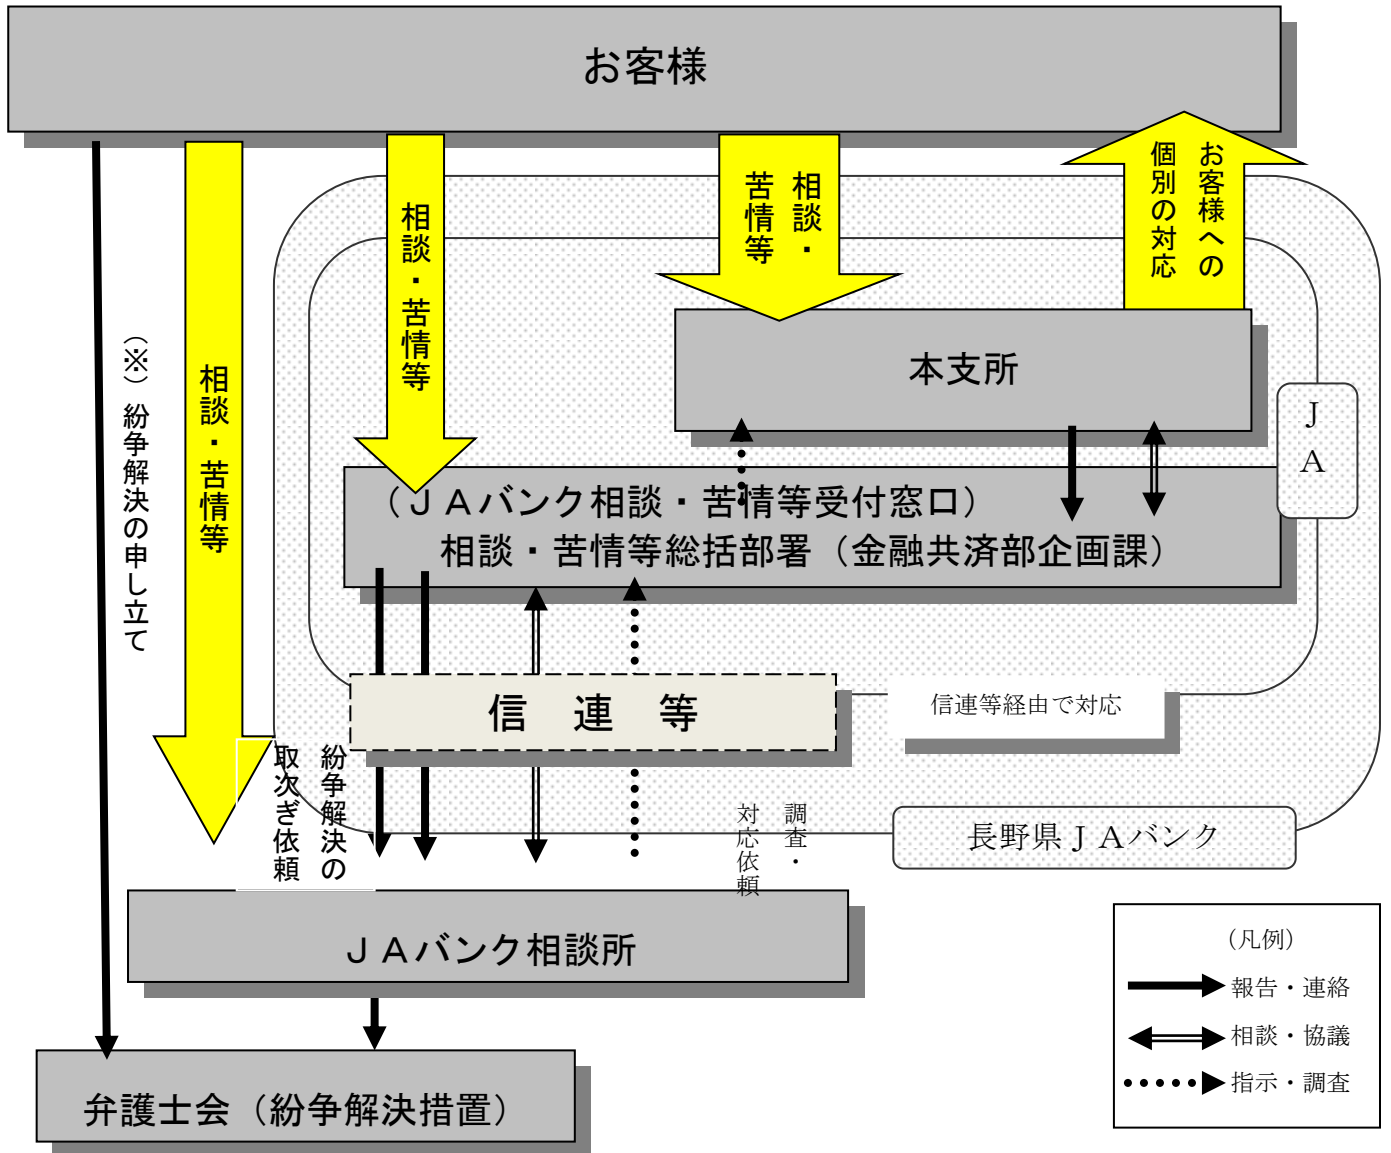 お客様
相談・苦情等
相談・苦情等
相談・
苦情等
お客様への
個別の対応
(※)紛争解決の申し立て
本支所
JA
(JAバンク相談・苦情等受付窓口)
相談・苦情等総括部署(金融共済部企画課)
信連等
信連等経由で対応
紛争解決の
取次ぎ依頼
調査・
対応依頼
長野県JAバンク
JAバンク相談所
弁護士会(紛争解決措置)
(凡例)
報告・連絡
相談・協議
指示・調査